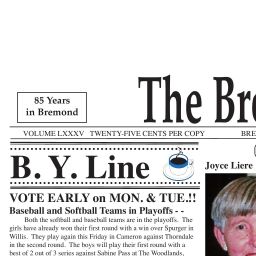 85 Years
in Bremond
The Bre
VOLUME LXXXV TWENTY-FIVE CENTS PER COPY BRE
B. Y. Line
Joyce Liere
VOTE EARLY on MON. & TUE.!!
Baseball and Softball Teams in Playoffs - -
Both the softball and baseball teams are in the playoffs. The
girls have already won their first round with a win over Spurger in
Willis. They play again this Friday in Cameron against Thorndale
in the second round. The boys will play their first round with a
best of 2 out of 3 series against Sabine Pass at The Woodlands,